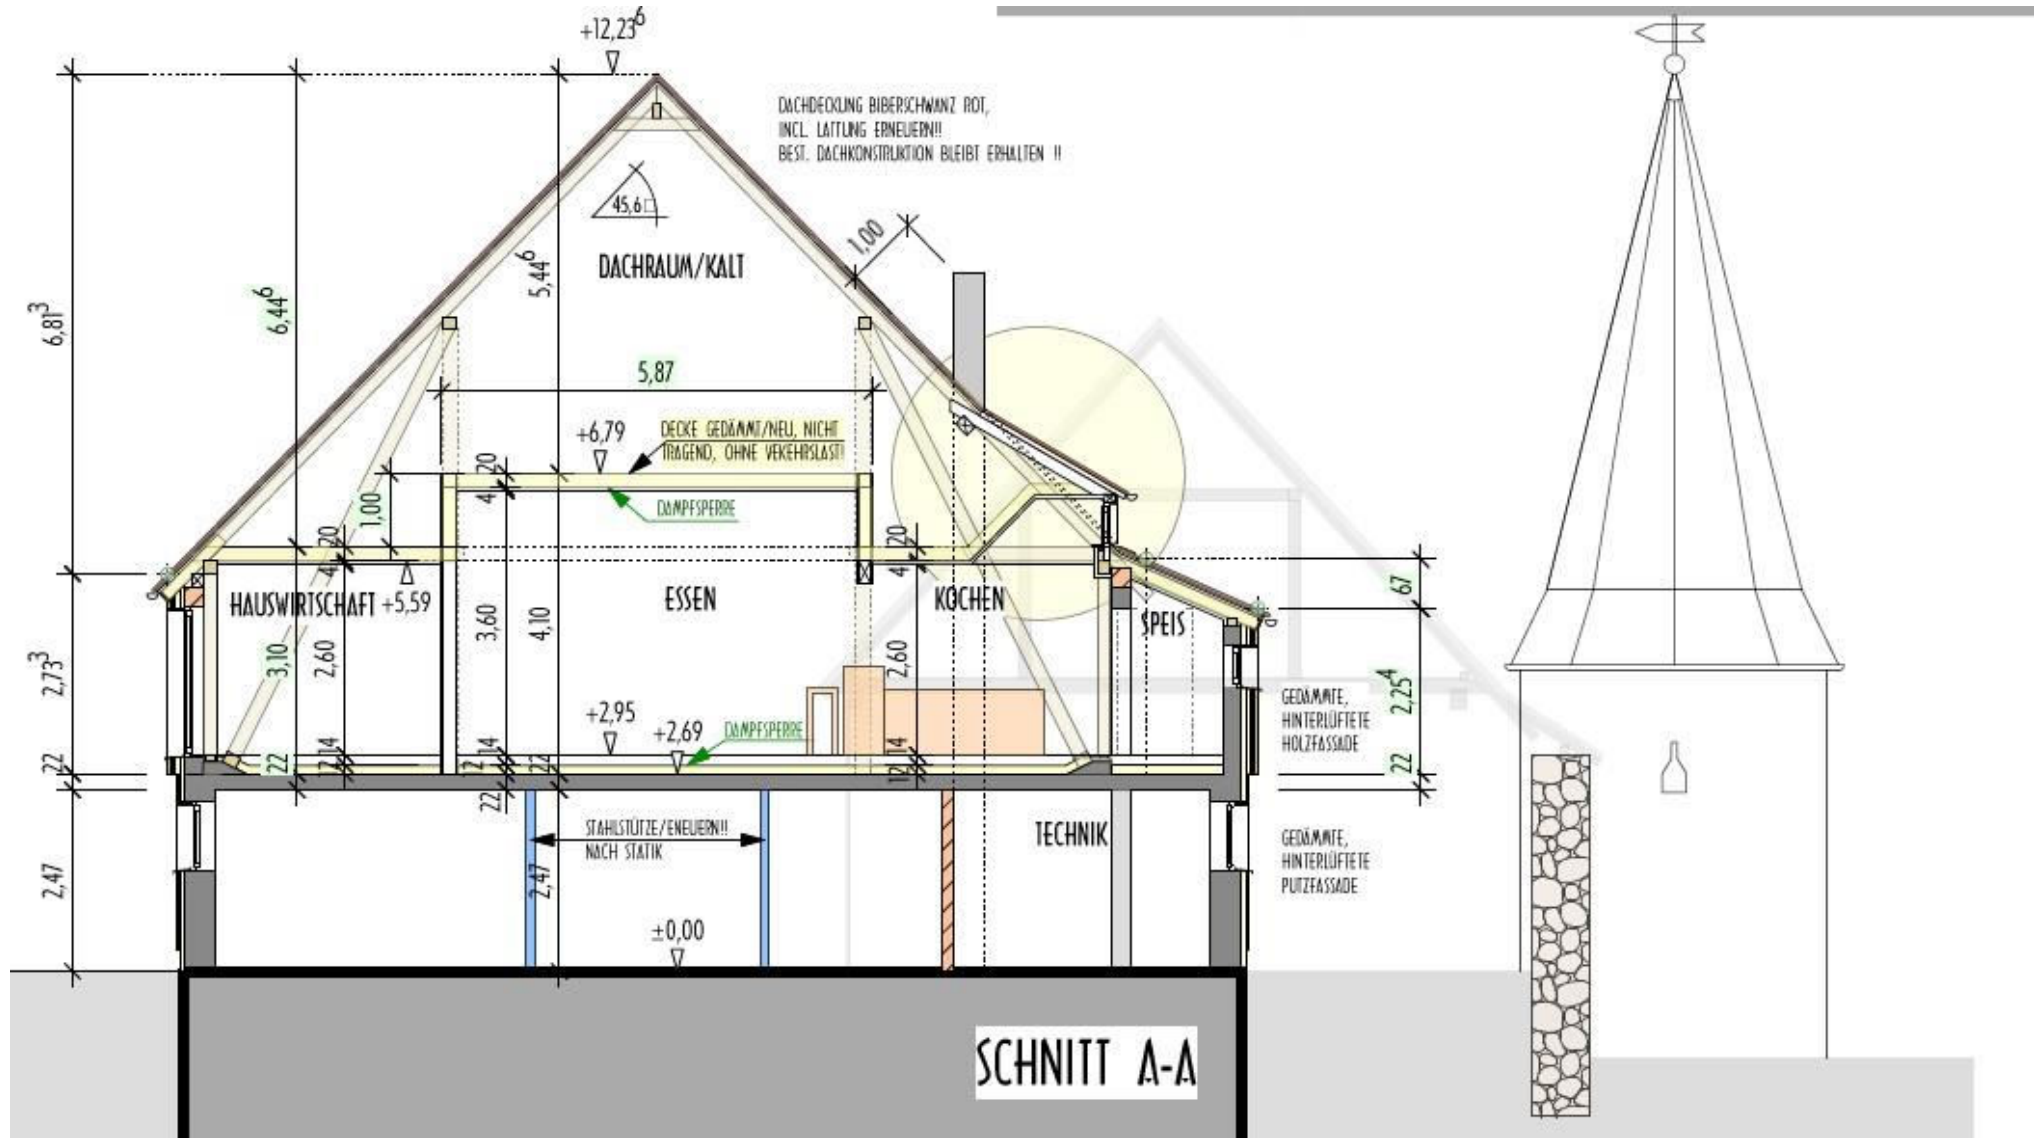 +12,23⁶
DACHDECKUNG BIBERSCHWANZ ROT,
INCL. LATTUNG ERNEUERN!!
BEST. DACHKONSTRUKTION BLEIBT ERHALTEN !!
45,6□
1,00
DACHRAUM/KALT
5,44⁶
6,44⁶
6,81³
5,87
+6,79
DECKE GEDÄMMT/NEU, NICHT
TRAGEND, OHNE VEKEHRSLAST!
20
4
1,00
DAMPFSPERRE
20
4
20
4
HAUSWIRTSCHAFT
+5,59
ESSEN
KOCHEN
SPEIS
67
3,10
2,60
3,60
4,10
2,60
2,73³
2,25⁴
GEDÄMMTE,
HINTERLÜFTETE
HOLZFASSADE
+2,95
+2,69
DAMPFSPERRE
22
22
14
12
14
12
22
14
12
22
22
STAHLSTÜTZE/ENEUERN!!
NACH STATIK
TECHNIK
GEDÄMMTE,
HINTERLÜFTETE
PUTZFASSADE
2,47
2,47
±0,00
SCHNITT A-A